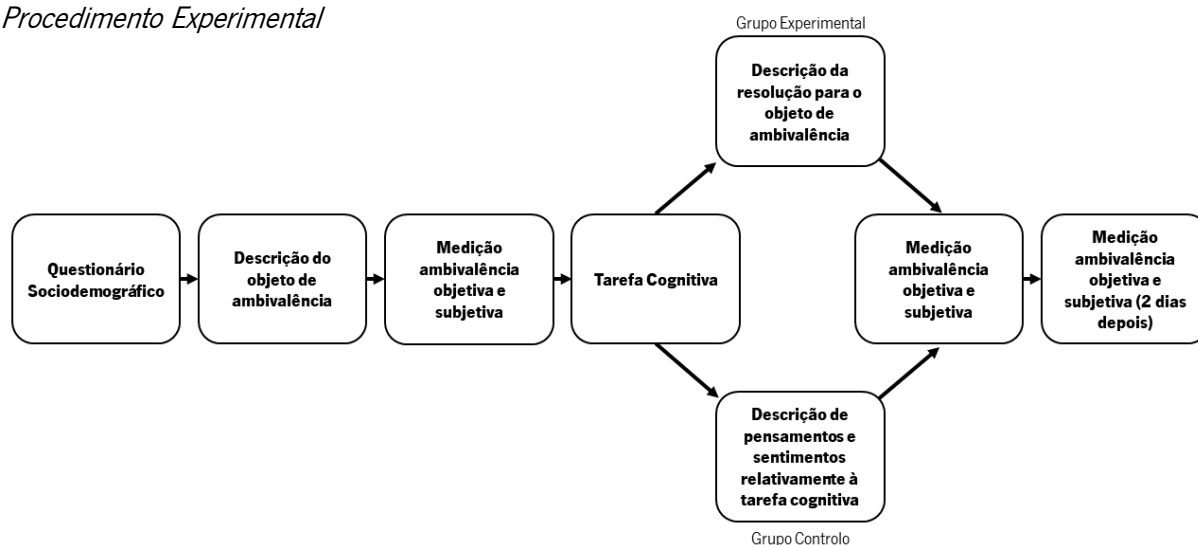 Procedimento Experimental
Grupo Experimental
Descrição da
resolução para o
objeto de
ambivalência
Questionário
Sociodemográfico
Descrição do
objeto de
ambivalência
Medição
ambivalência
objetiva e
subjetiva
Tarefa Cognitiva
Medição
ambivalência
objetiva e
subjetiva
Medição
ambivalência
objetiva e
subjetiva (2 dias
depois)
Descrição de
pensamentos e
sentimentos
relativamente à
tarefa cognitiva
Grupo Controlo